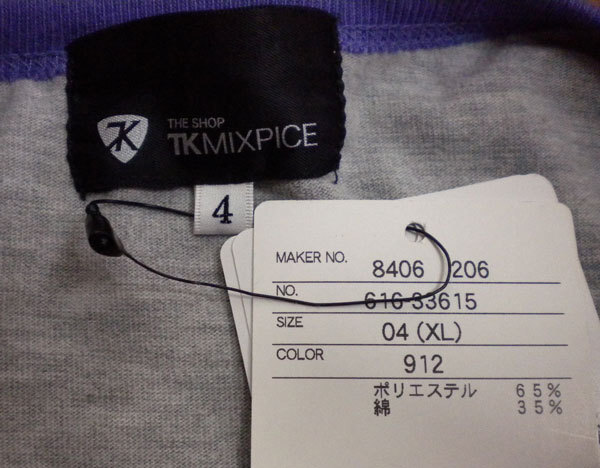 THE SHOP
TKMIXPICE
4
MAKER NO. 8406 206
NO. 616-33615
SIZE 04 (XL)
COLOR 912
ポリエステル 65%
綿 35%